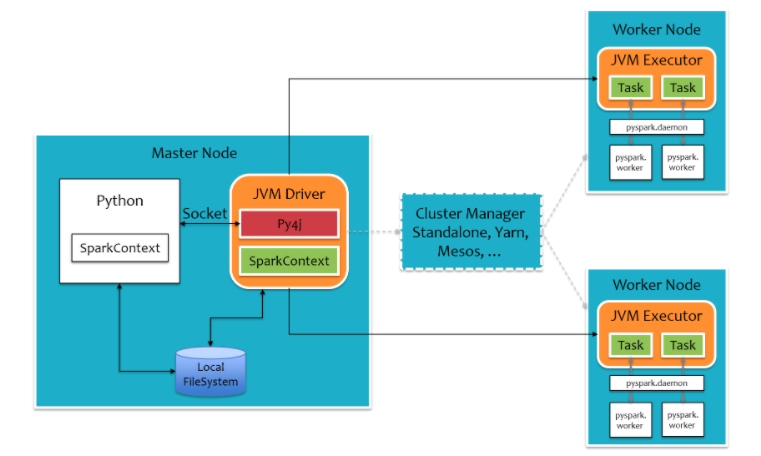 Master Node
Python
SparkContext
Socket
JVM Driver
Py4j
SparkContext
Local
FileSystem
Cluster Manager
Standalone, Yarn,
Mesos, ...
Worker Node
JVM Executor
Task Task
pyspark.daemon
pyspark. pyspark.
worker worker
Worker Node
JVM Executor
Task Task
pyspark.daemon
pyspark. pyspark.
worker worker